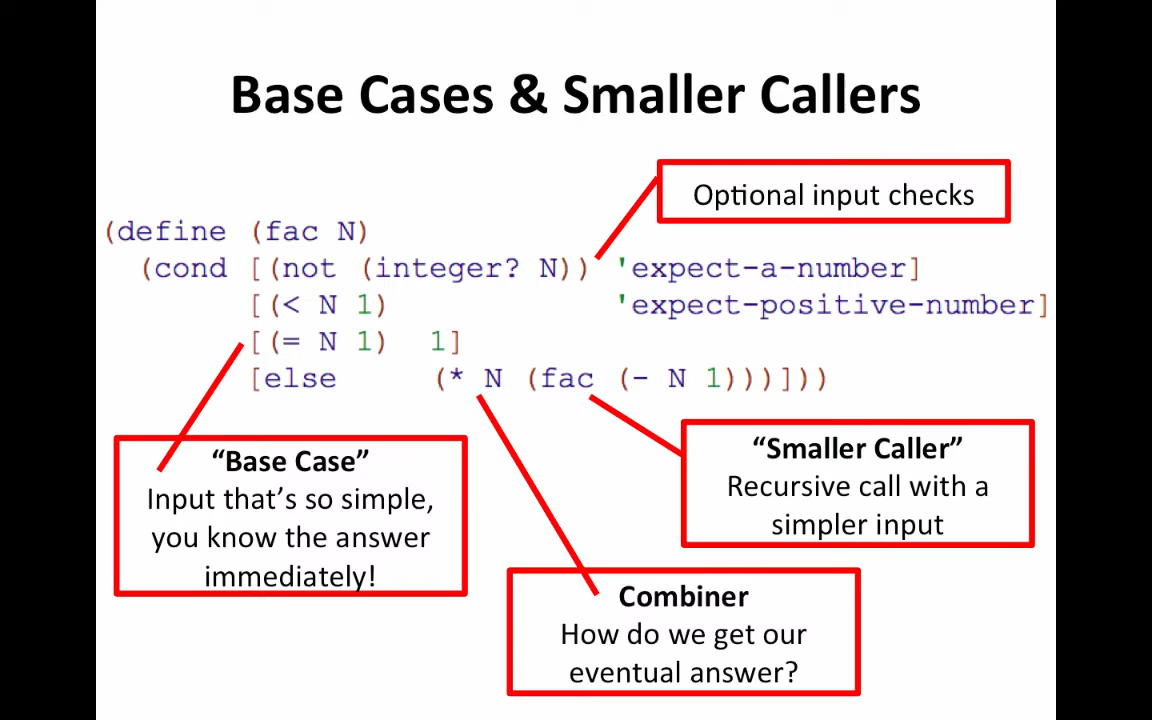 Base Cases & Smaller Callers
Optional input checks
(define (fac N)
(cond [(not (integer? N)) 'expect-a-number]
[(< N 1) 'expect-positive-number]
[(= N 1) 1]
[else (* N (fac (- N 1)))]))
“Base Case”
Input that’s so simple,
you know the answer
immediately!
“Smaller Caller”
Recursive call with a
simpler input
Combiner
How do we get our
eventual answer?